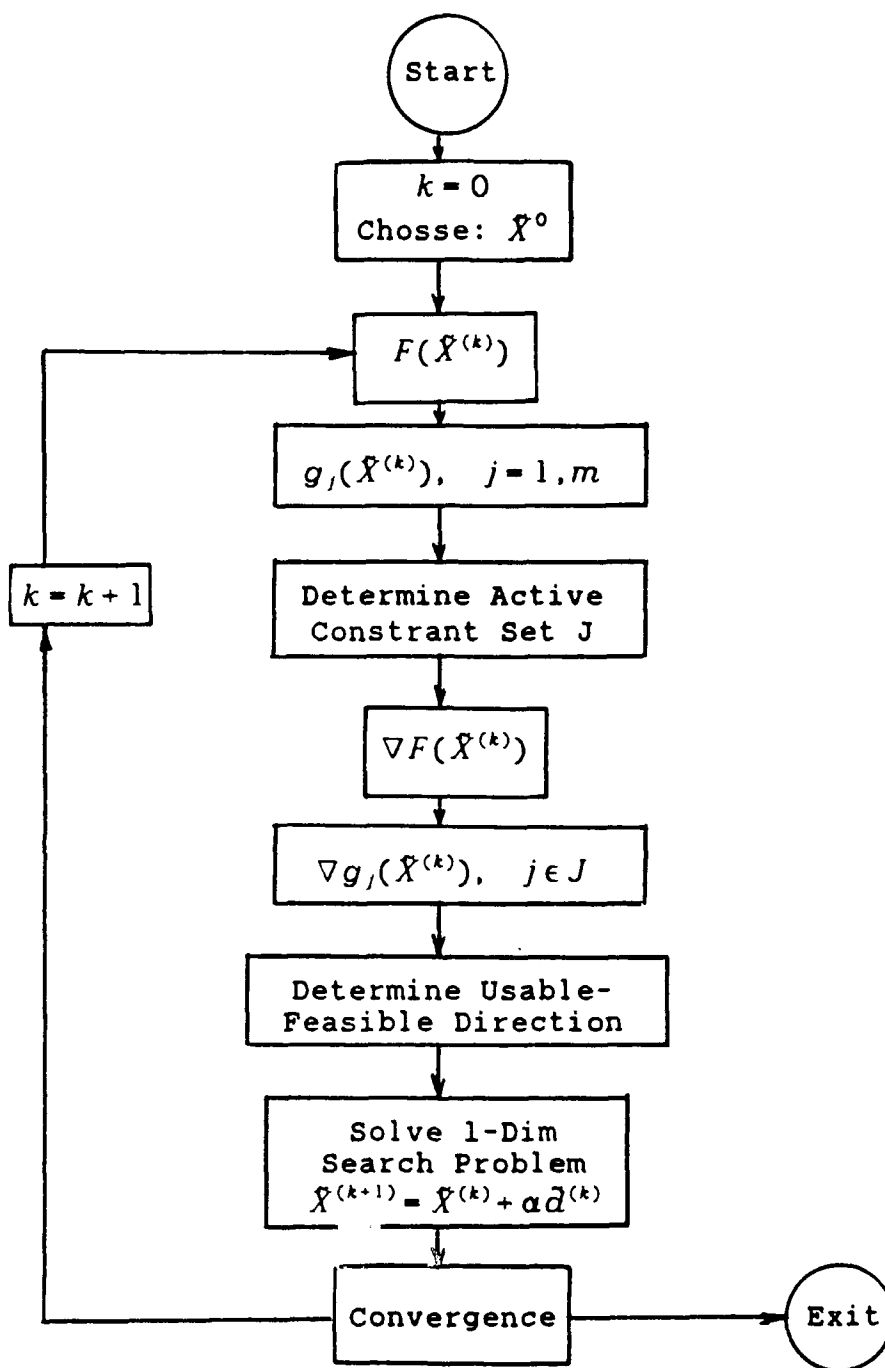 Start
k = 0
Chosse: X̃⁰
F(X̃⁽ᵏ⁾)
gⱼ(X̃⁽ᵏ⁾), j = 1, m
k = k + 1
Determine Active
Constrant Set J
∇F(X̃⁽ᵏ⁾)
∇gⱼ(X̃⁽ᵏ⁾), j ϵ J
Determine Usable-
Feasible Direction
Solve 1-Dim
Search Problem
X̃⁽ᵏ⁺¹⁾ = X̃⁽ᵏ⁾ + αd̃⁽ᵏ⁾
Convergence
Exit